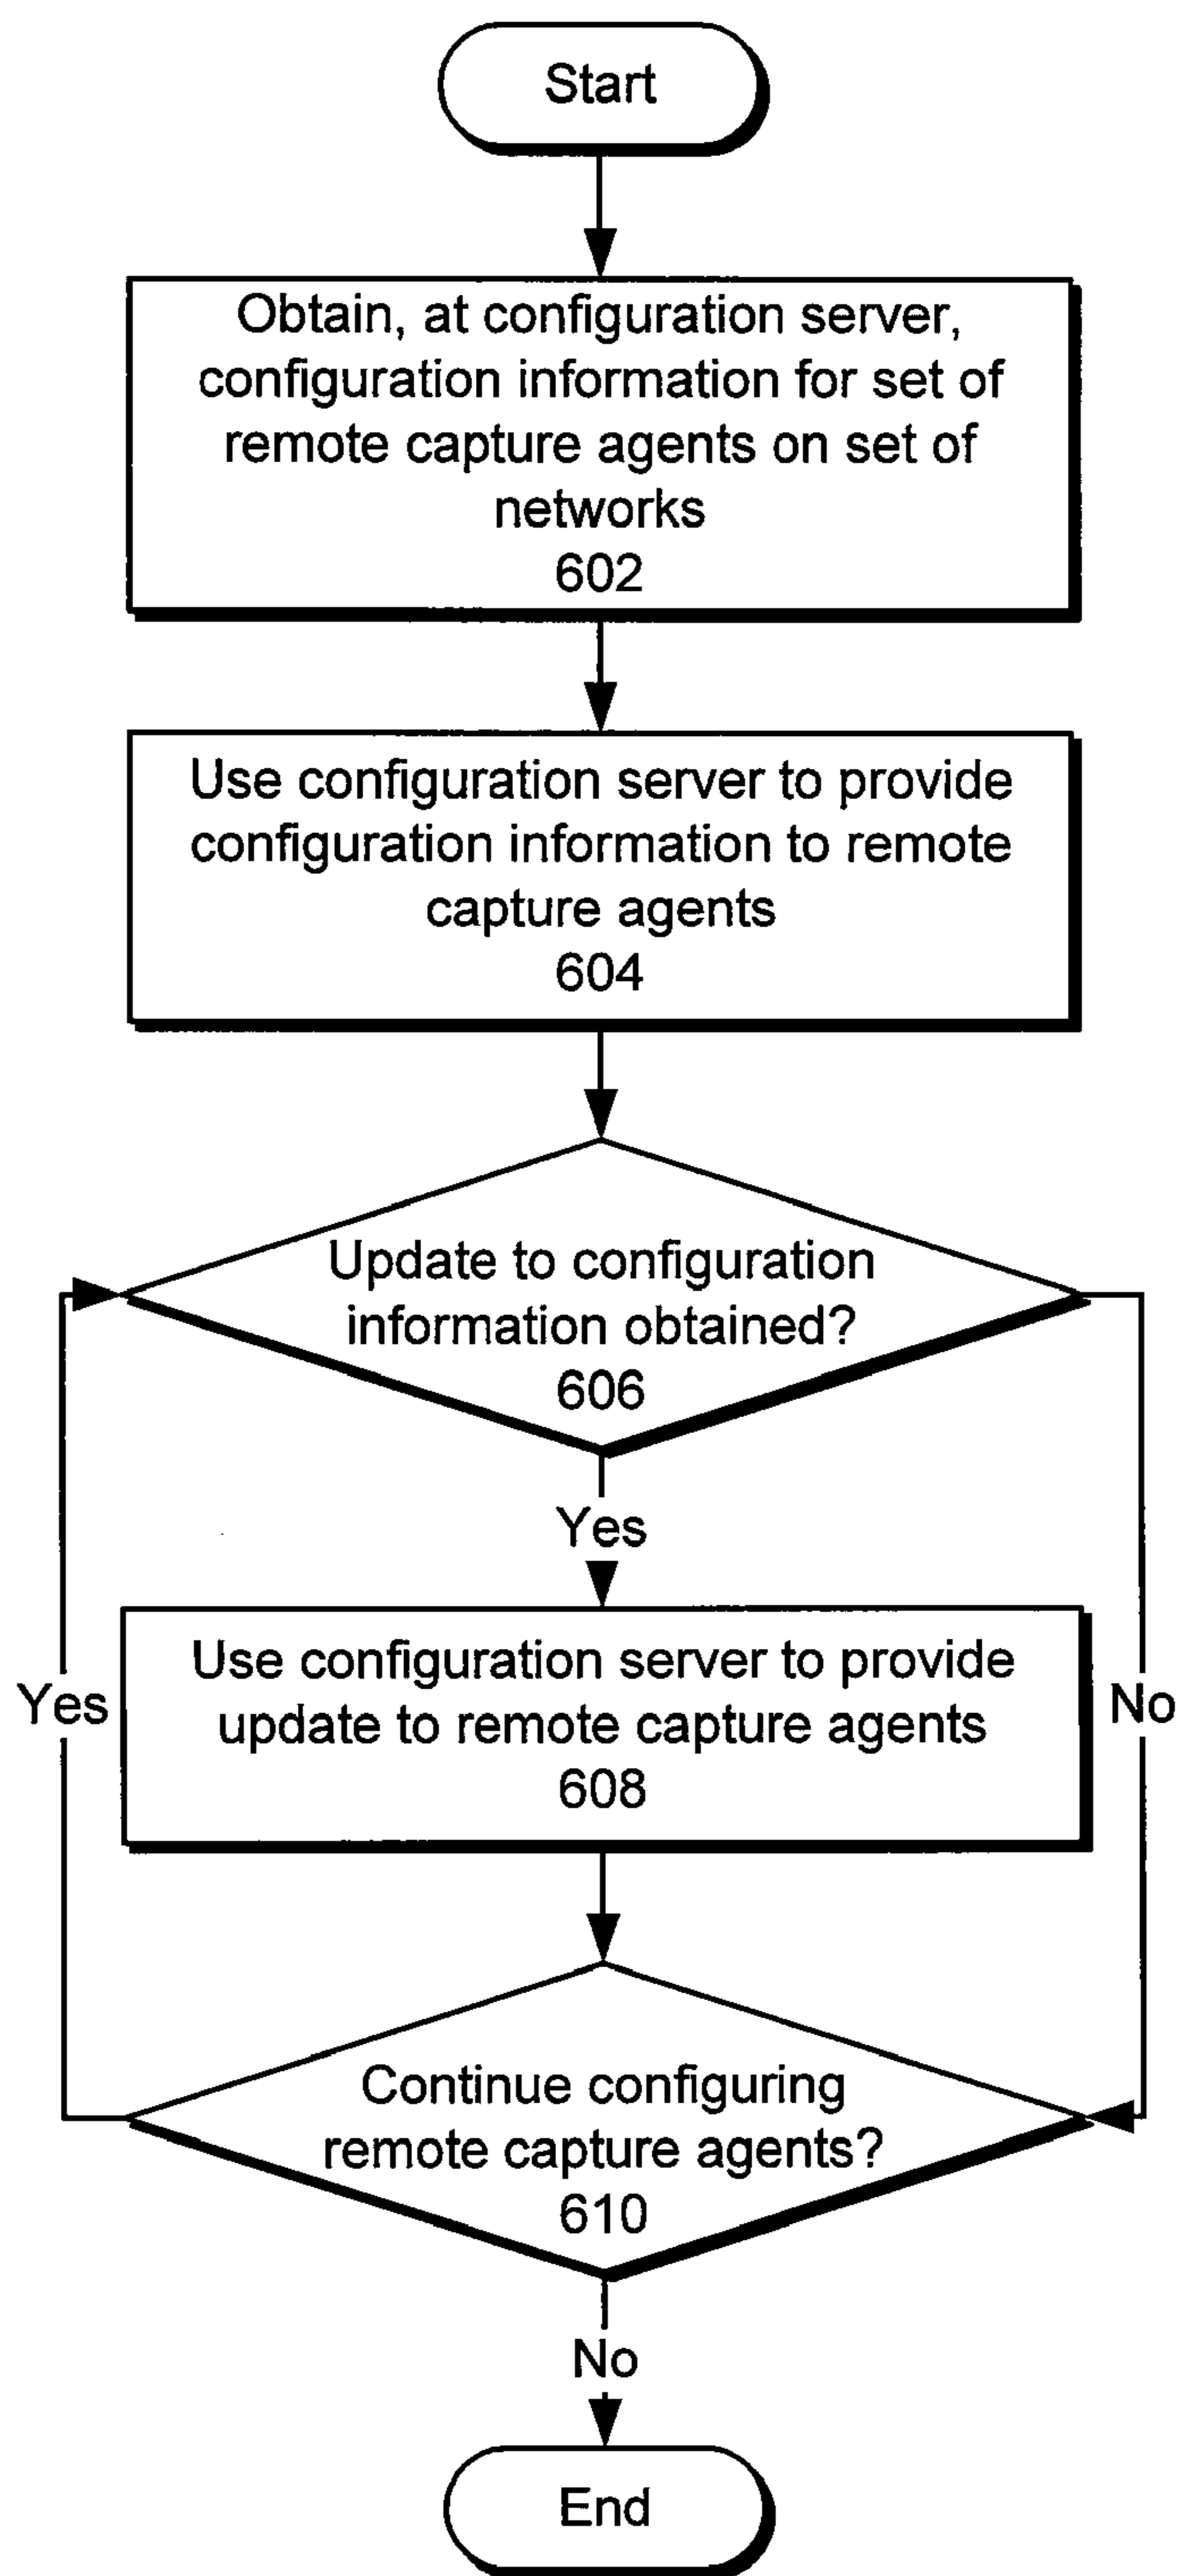 Start
Obtain, at configuration server,
configuration information for set of
remote capture agents on set of
networks
602
Use configuration server to provide
configuration information to remote
capture agents
604
Update to configuration
information obtained?
606
Yes
Use configuration server to provide
update to remote capture agents
608
Yes
No
Continue configuring
remote capture agents?
610
No
End